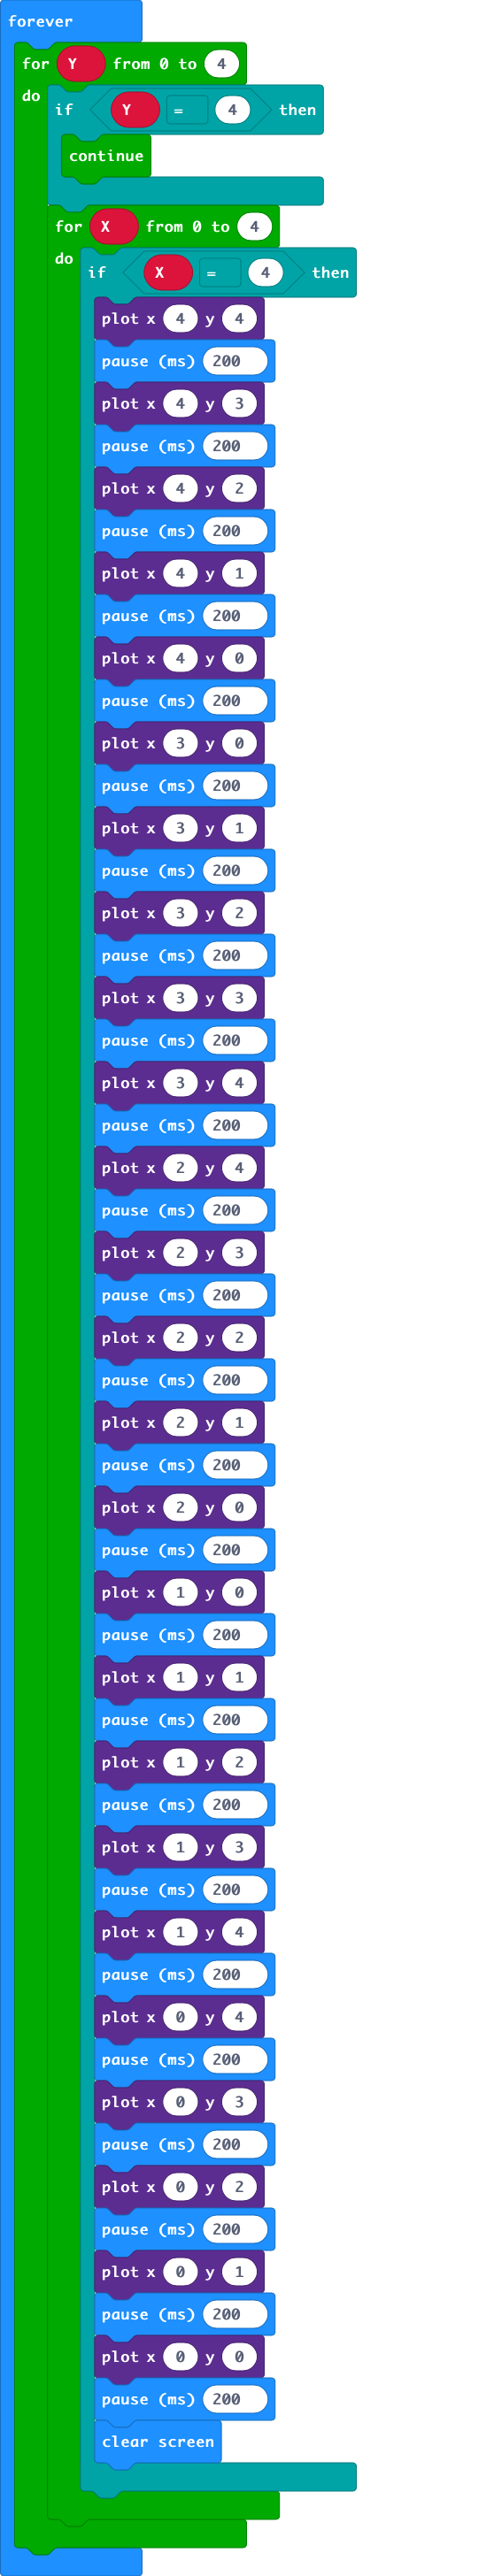 forever
for Y from 0 to 4
do
if Y = 4 then
continue
for X from 0 to 4
do
if X = 4 then
plot x 4 y 4
pause (ms) 200
plot x 4 y 3
pause (ms) 200
plot x 4 y 2
pause (ms) 200
plot x 4 y 1
pause (ms) 200
plot x 4 y 0
pause (ms) 200
plot x 3 y 0
pause (ms) 200
plot x 3 y 1
pause (ms) 200
plot x 3 y 2
pause (ms) 200
plot x 3 y 3
pause (ms) 200
plot x 3 y 4
pause (ms) 200
plot x 2 y 4
pause (ms) 200
plot x 2 y 3
pause (ms) 200
plot x 2 y 2
pause (ms) 200
plot x 2 y 1
pause (ms) 200
plot x 2 y 0
pause (ms) 200
plot x 1 y 0
pause (ms) 200
plot x 1 y 1
pause (ms) 200
plot x 1 y 2
pause (ms) 200
plot x 1 y 3
pause (ms) 200
plot x 1 y 4
pause (ms) 200
plot x 0 y 4
pause (ms) 200
plot x 0 y 3
pause (ms) 200
plot x 0 y 2
pause (ms) 200
plot x 0 y 1
pause (ms) 200
plot x 0 y 0
pause (ms) 200
clear screen